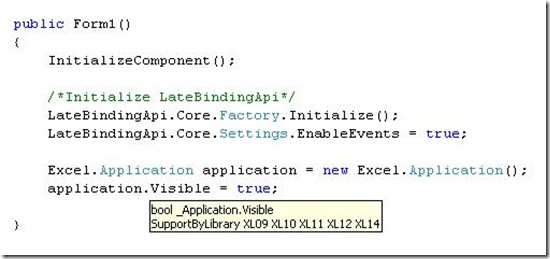 public Form1()
{
InitializeComponent();
/*Initialize LateBindingApi*/
LateBindingApi.Core.Factory.Initialize();
LateBindingApi.Core.Settings.EnableEvents = true;
Excel.Application application = new Excel.Application();
application.Visible = true;
bool _Application.Visible
SupportByLibrary XL09 XL10 XL11 XL12 XL14
}